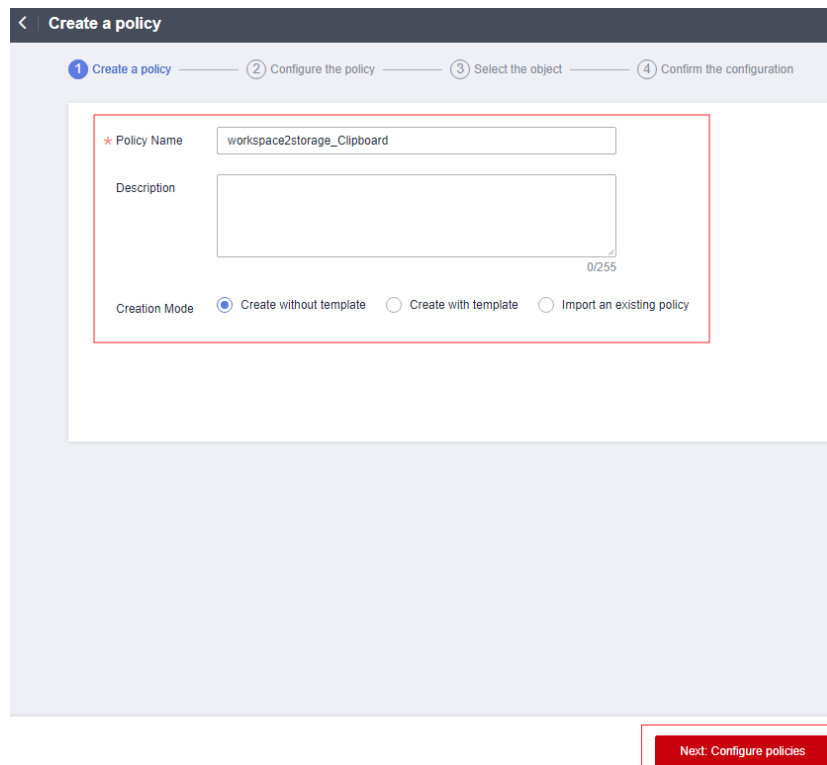 Create a policy
1 Create a policy 2 Configure the policy 3 Select the object 4 Confirm the configuration
* Policy Name workspace2storage_Clipboard
Description
0/255
Creation Mode Create without template Create with template Import an existing policy
Next: Configure policies